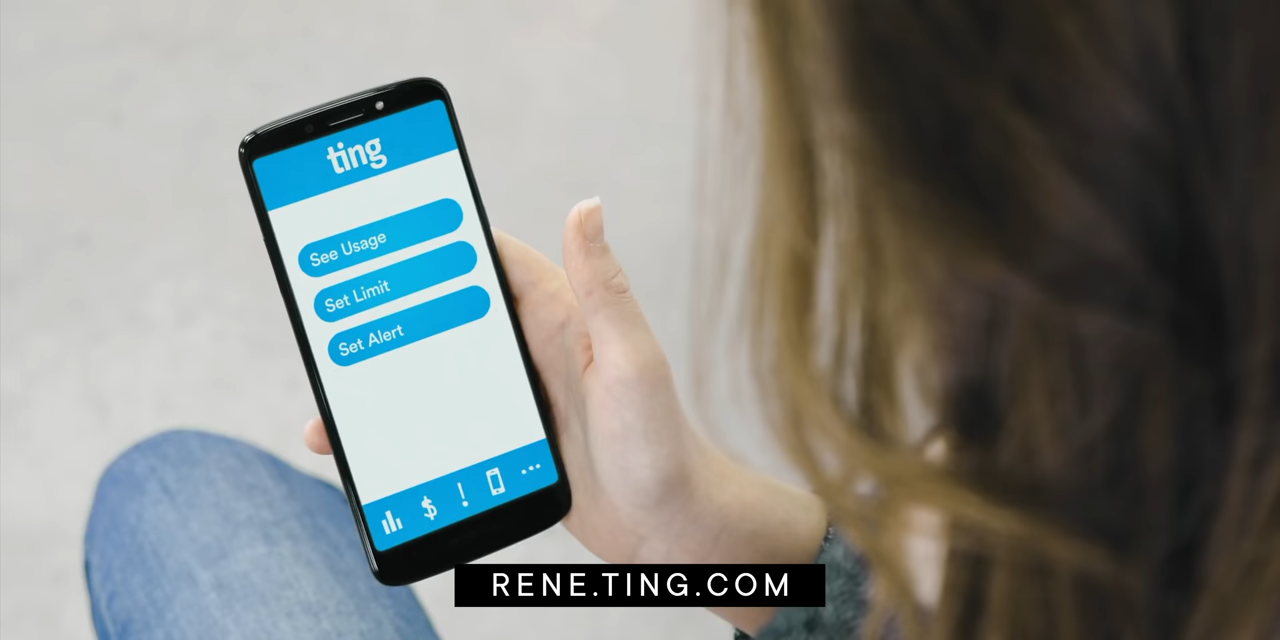 ting
See Usage
Set Limit
Set Alert
RENE.TING.COM